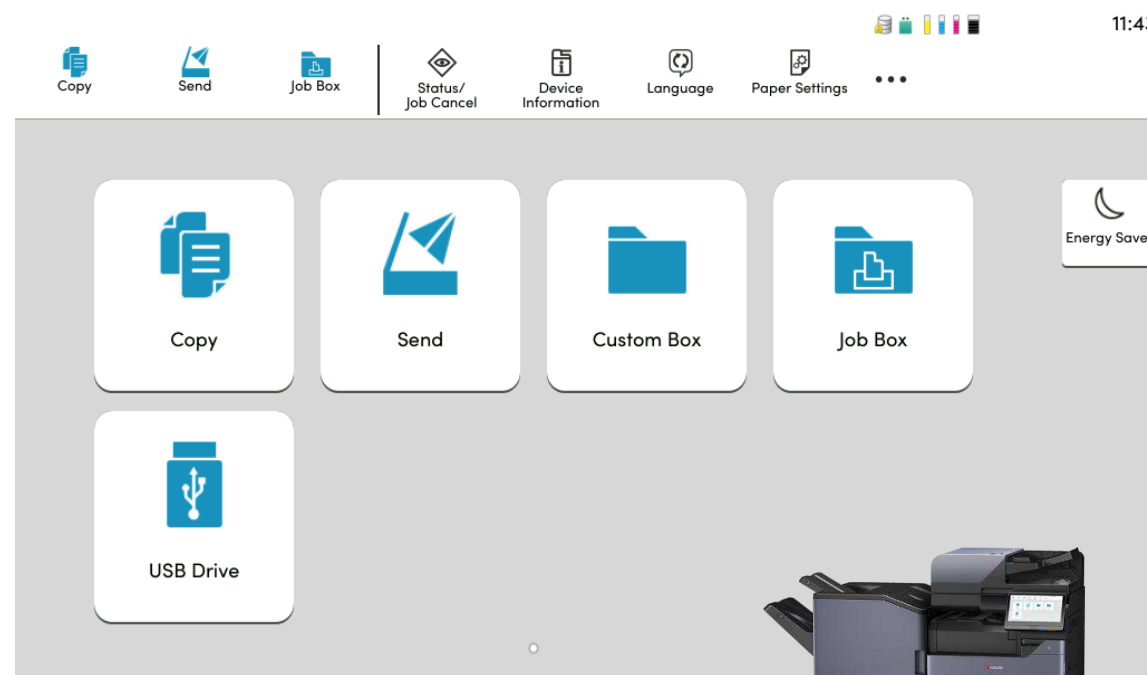 11:43
Copy
Send
Job Box
Status/
Job Cancel
Device
Information
Language
Paper Settings
Energy Save
Copy
Send
Custom Box
Job Box
USB Drive